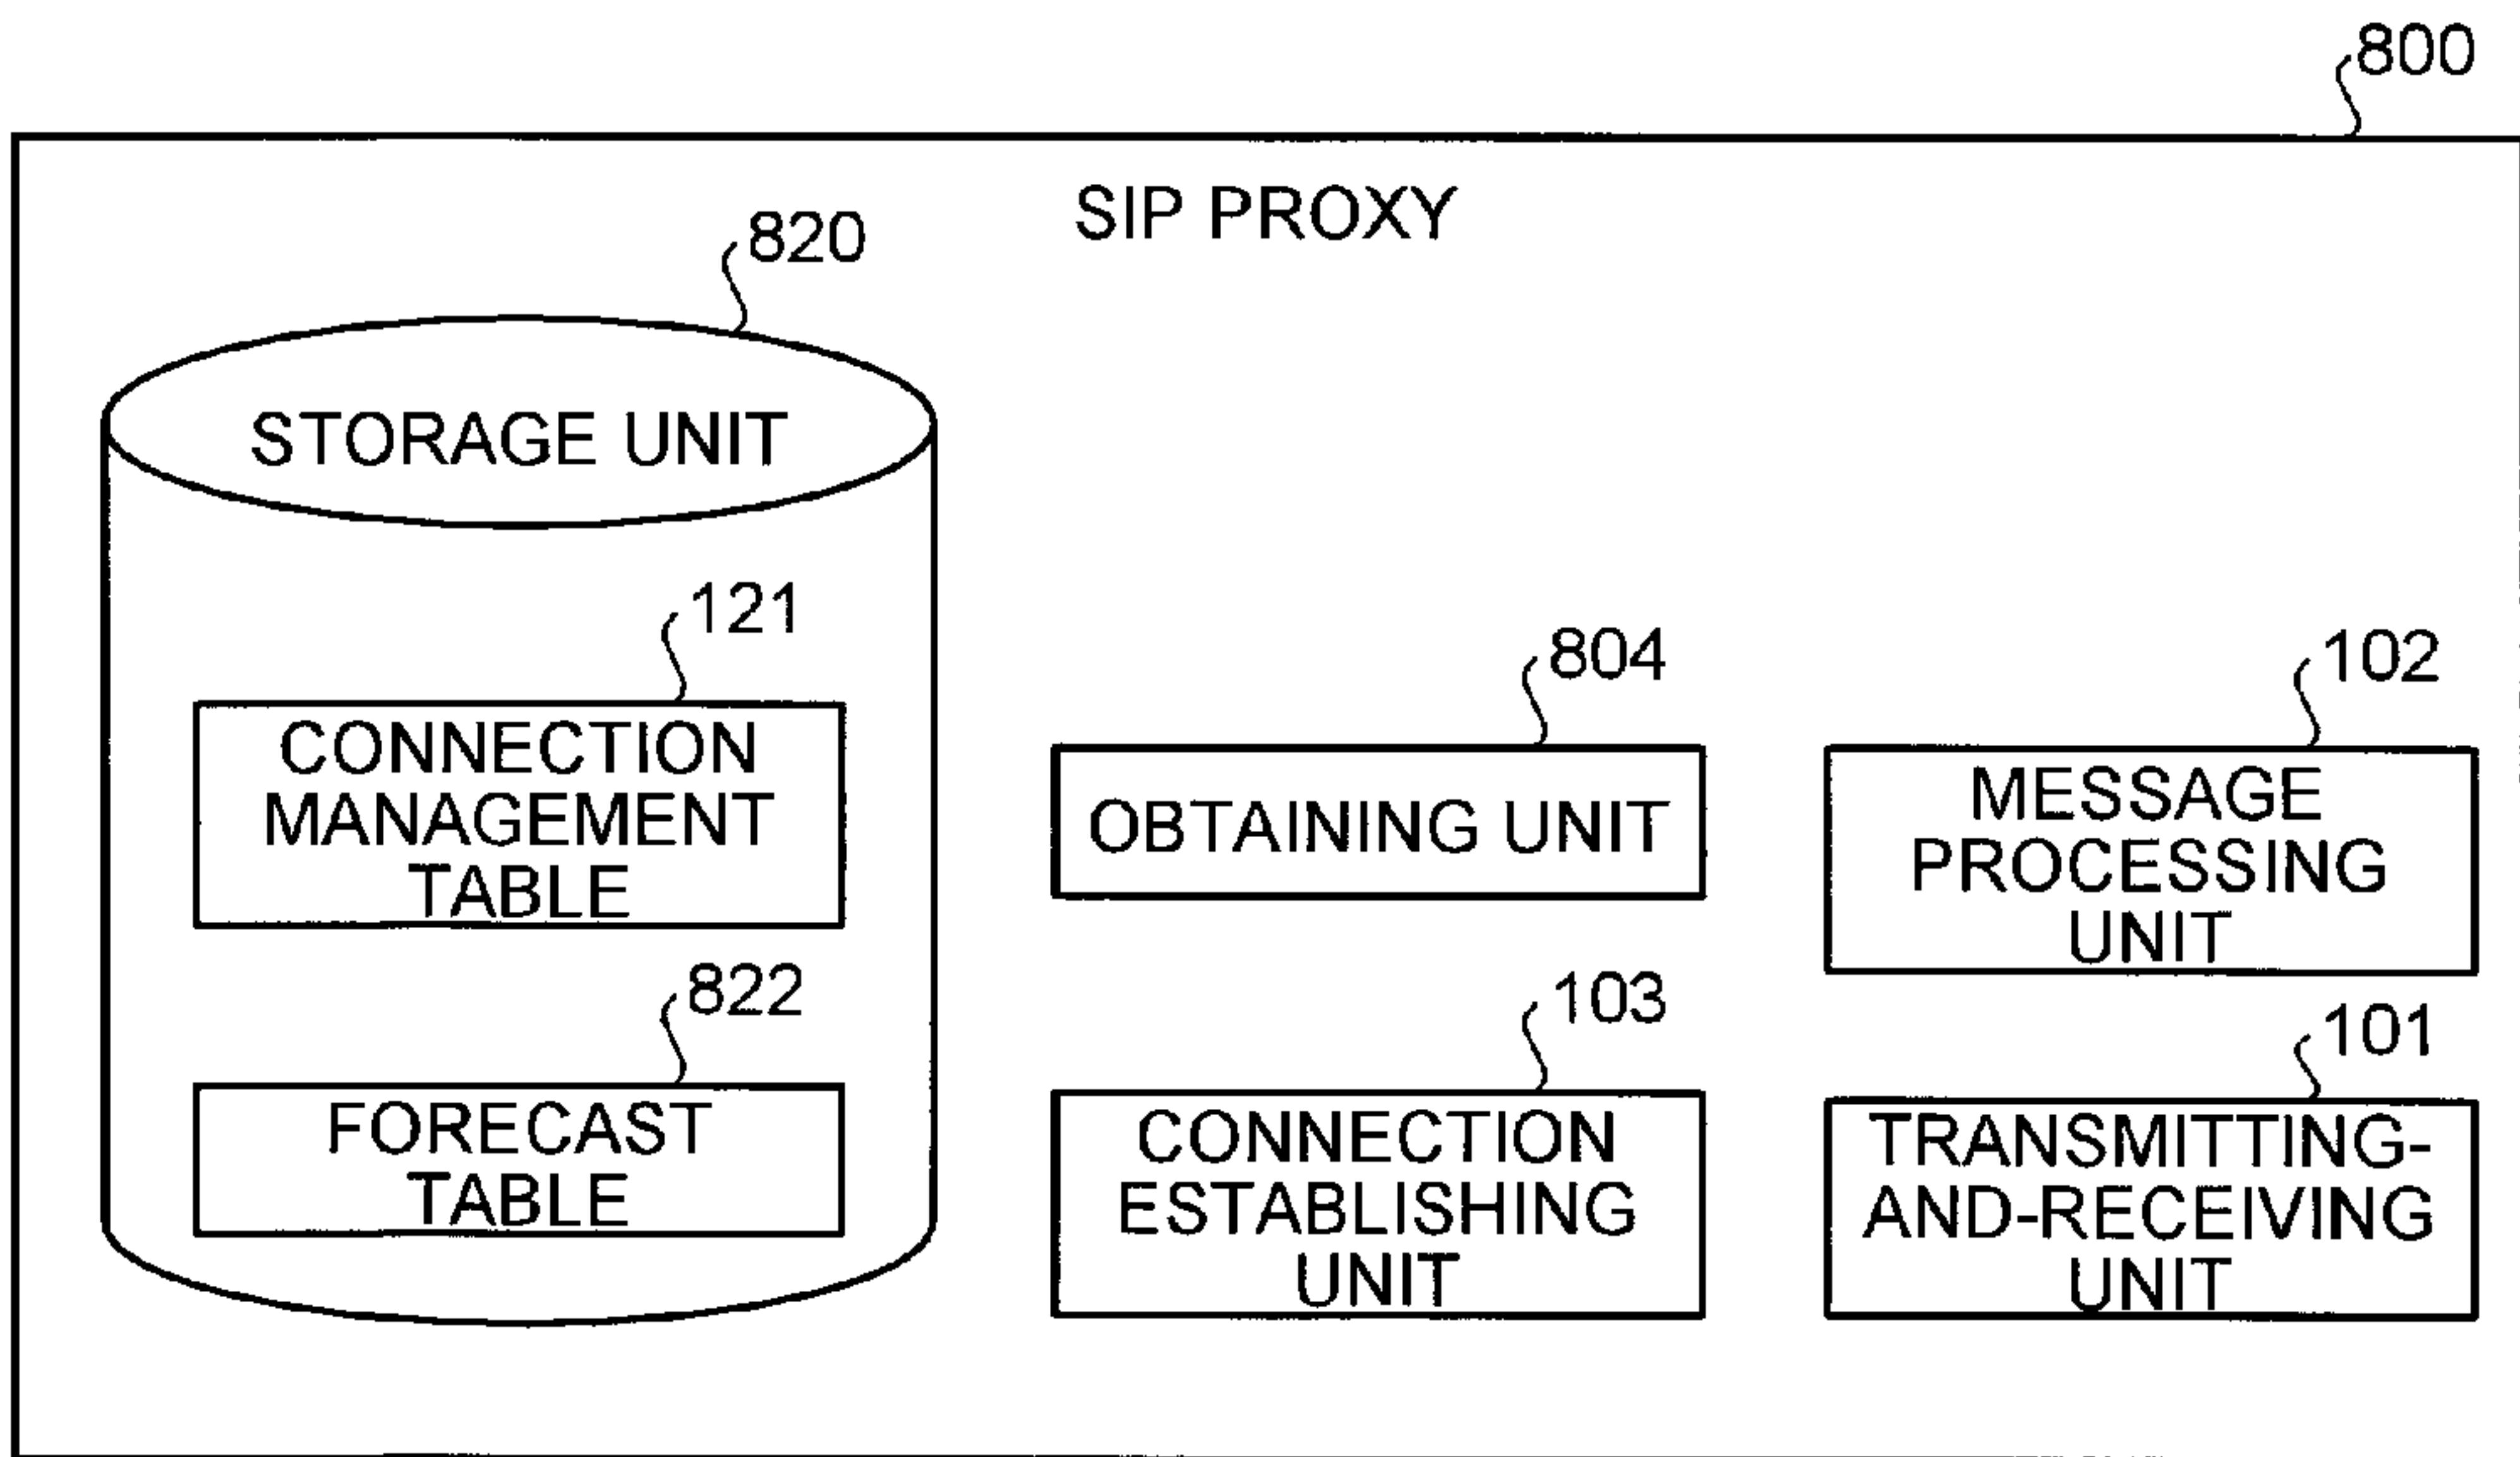 800
SIP PROXY
820
STORAGE UNIT
121
CONNECTION
MANAGEMENT
TABLE
822
FORECAST
TABLE
804
OBTAINING UNIT
103
CONNECTION
ESTABLISHING
UNIT
102
MESSAGE
PROCESSING
UNIT
101
TRANSMITTING-
AND-RECEIVING
UNIT